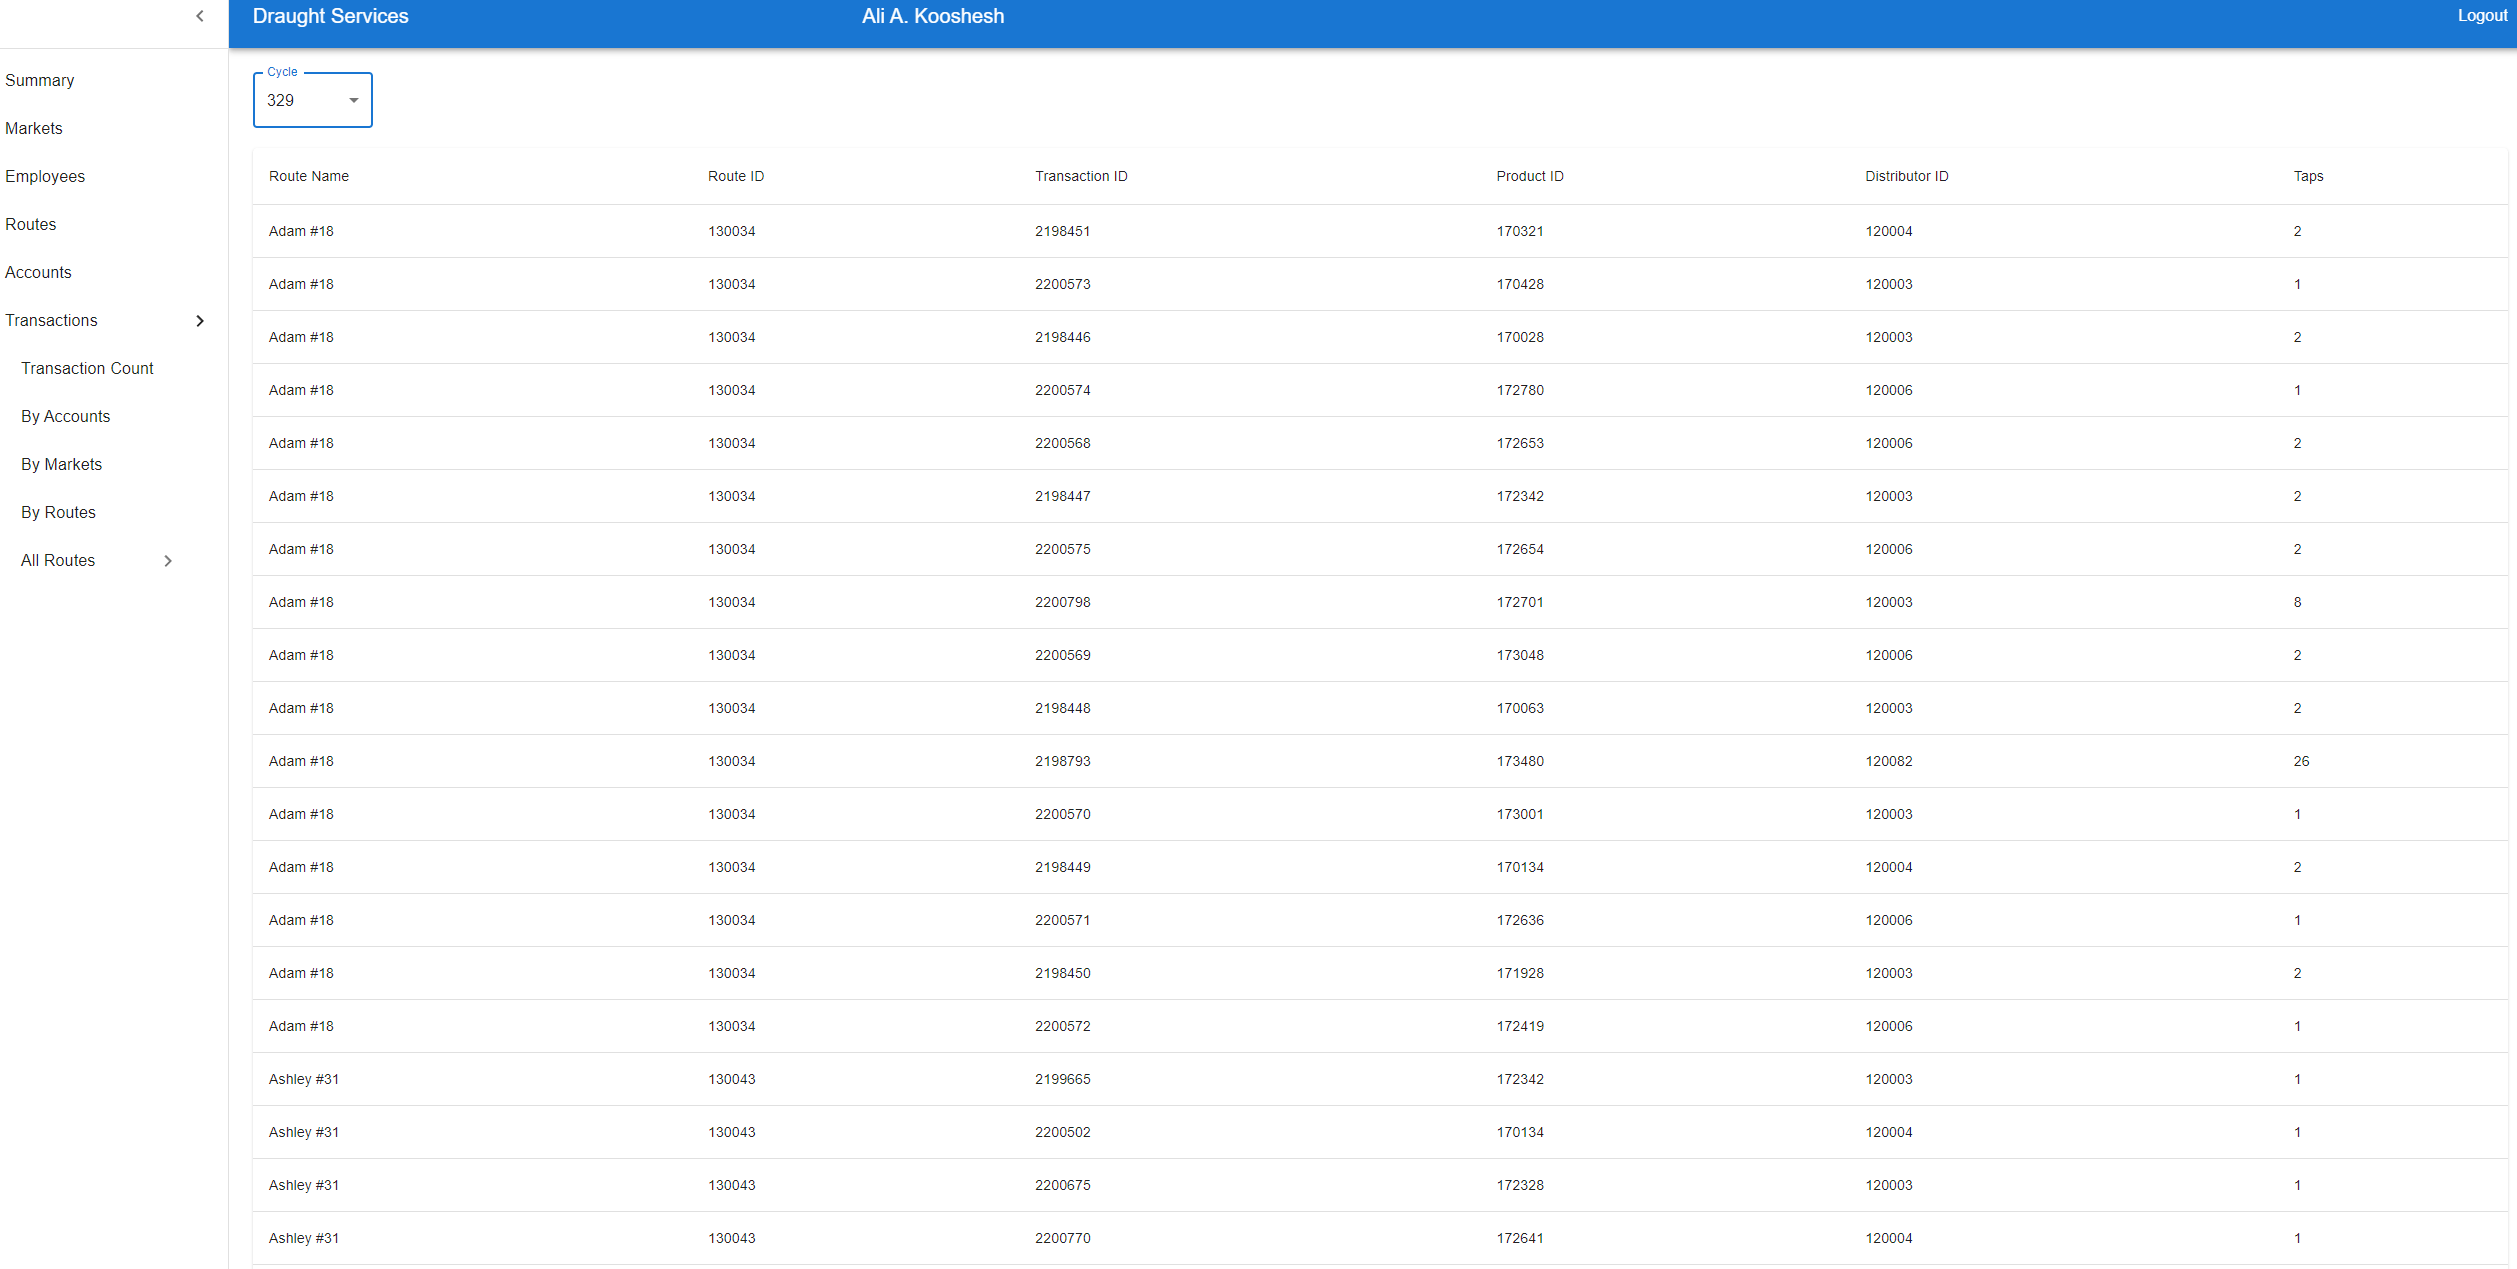 Draught Services Ali A. Kooshesh Logout
Summary
Markets
Employees
Routes
Accounts
Transactions
Transaction Count
By Accounts
By Markets
By Routes
All Routes
Cycle
329
Route Name Route ID Transaction ID Product ID Distributor ID Taps
Adam #18 130034 2198451 170321 120004 2
Adam #18 130034 2200573 170428 120003 1
Adam #18 130034 2198446 170028 120003 2
Adam #18 130034 2200574 172780 120006 1
Adam #18 130034 2200568 172653 120006 2
Adam #18 130034 2198447 172342 120003 2
Adam #18 130034 2200575 172654 120006 2
Adam #18 130034 2200798 172701 120003 8
Adam #18 130034 2200569 173048 120006 2
Adam #18 130034 2198448 170063 120003 2
Adam #18 130034 2198793 173480 120082 26
Adam #18 130034 2200570 173001 120003 1
Adam #18 130034 2198449 170134 120004 2
Adam #18 130034 2200571 172636 120006 1
Adam #18 130034 2198450 171928 120003 2
Adam #18 130034 2200572 172419 120006 1
Ashley #31 130043 2199665 172342 120003 1
Ashley #31 130043 2200502 170134 120004 1
Ashley #31 130043 2200675 172328 120003 1
Ashley #31 130043 2200770 172641 120004 1